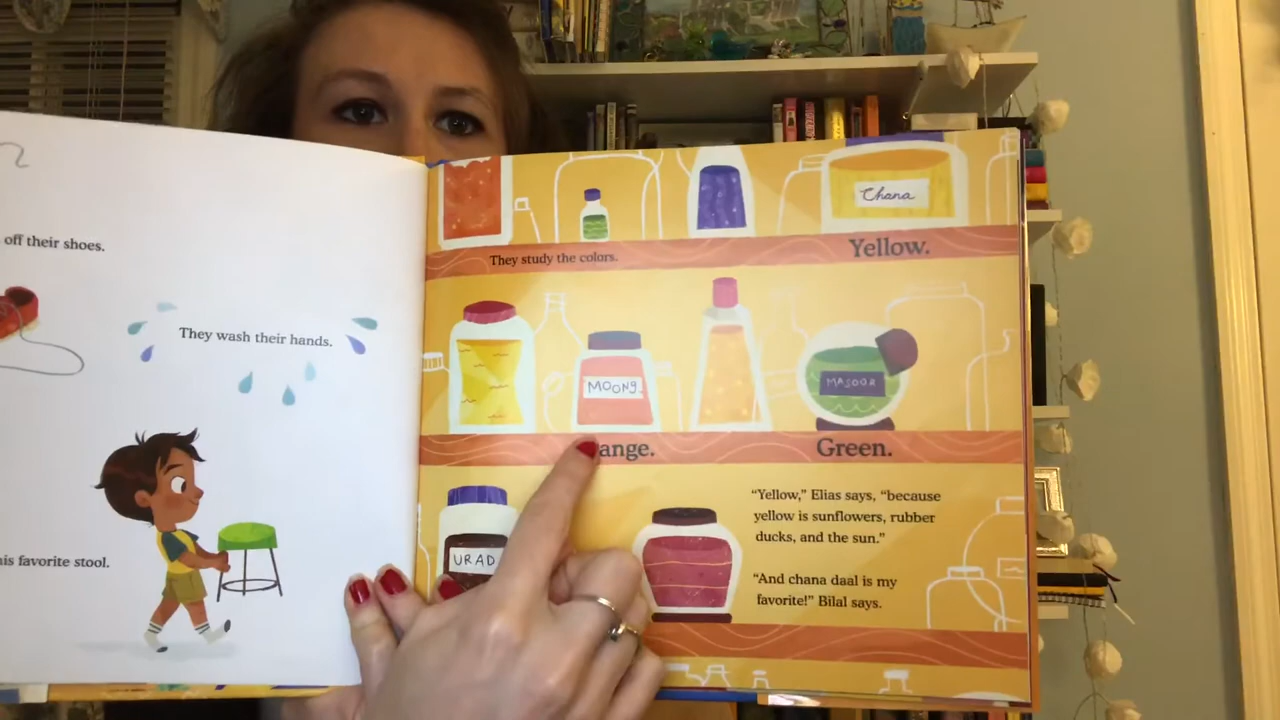 off their shoes.
They wash their hands.
his favorite stool.
Chana
They study the colors.
Yellow.
MOONG
MASOOR
ange.
Green.
URAD
“Yellow,” Elias says, “because
yellow is sunflowers, rubber
ducks, and the sun.”
“And chana daal is my
favorite!” Bilal says.